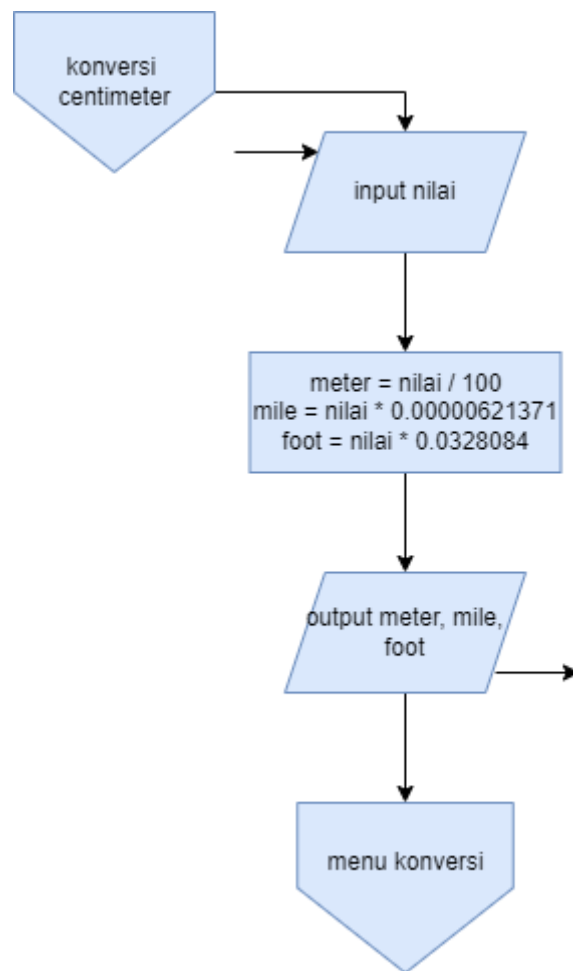 konversi
centimeter
input nilai
meter = nilai / 100
mile = nilai * 0.00000621371
foot = nilai * 0.0328084
output meter, mile,
foot
menu konversi